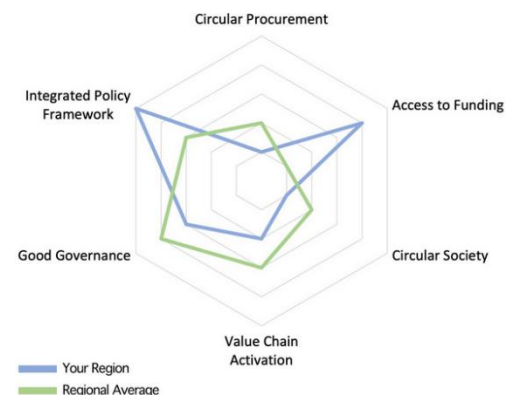 Circular Procurement
Integrated Policy
Framework
Access to Funding
Good Governance
Circular Society
Value Chain
Activation
Your Region
Regional Average